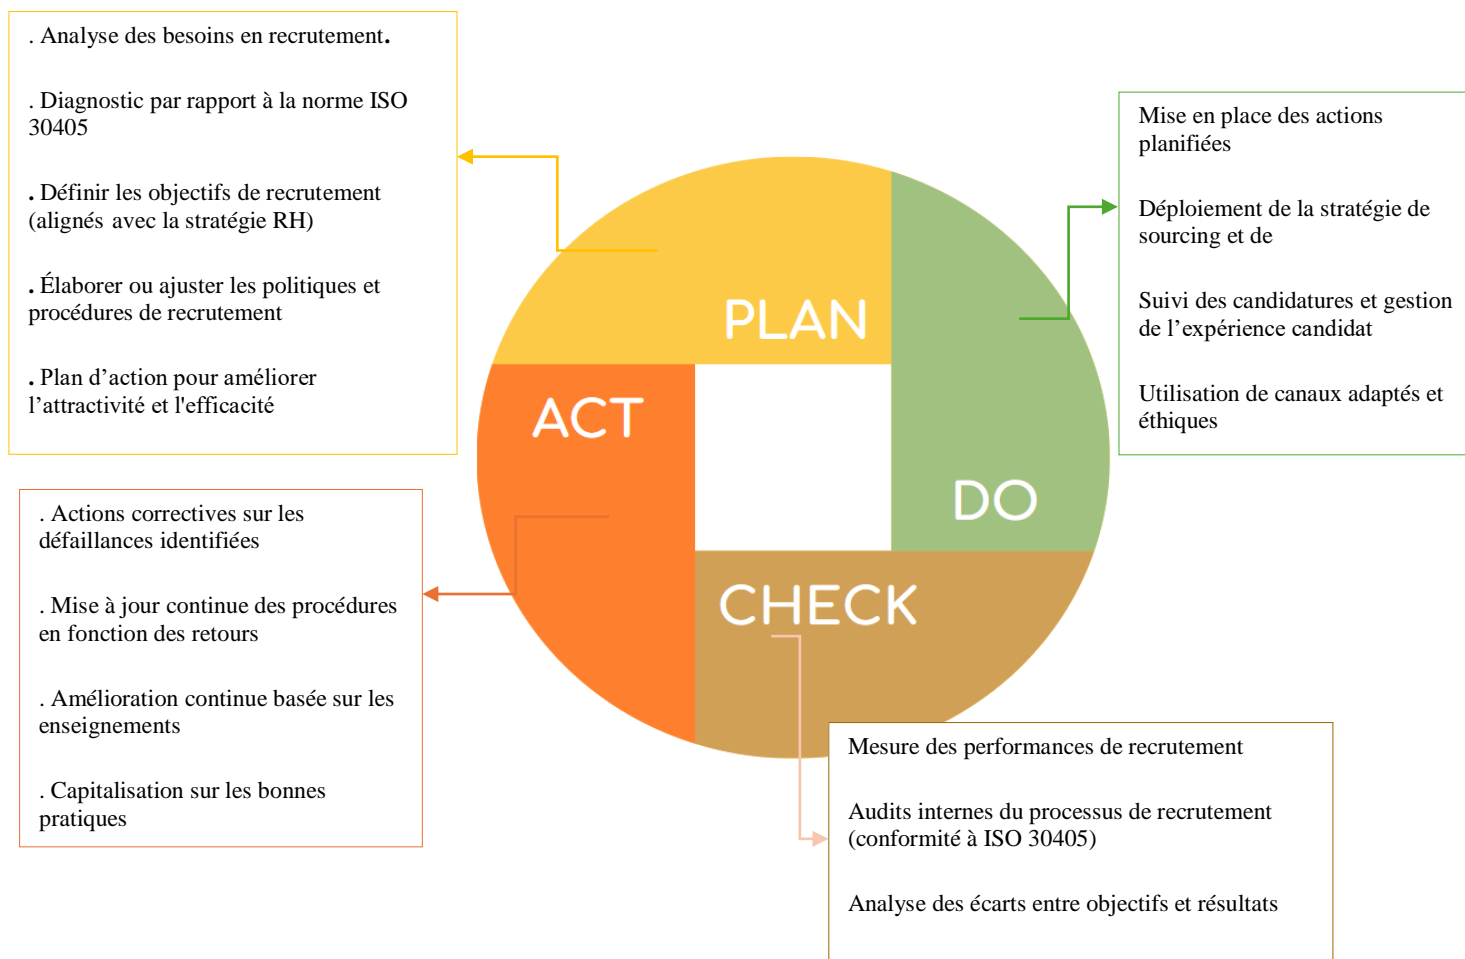 . Analyse des besoins en recrutement.
. Diagnostic par rapport à la norme ISO
30405
. Définir les objectifs de recrutement
(alignés avec la stratégie RH)
. Élaborer ou ajuster les politiques et
procédures de recrutement
. Plan d’action pour améliorer
l’attractivité et l'efficacité
Mise en place des actions
planifiées
Déploiement de la stratégie de
sourcing et de
Suivi des candidatures et gestion
de l’expérience candidat
Utilisation de canaux adaptés et
éthiques
PLAN
ACT
DO
CHECK
. Actions correctives sur les
défaillances identifiées
. Mise à jour continue des procédures
en fonction des retours
. Amélioration continue basée sur les
enseignements
. Capitalisation sur les bonnes
pratiques
Mesure des performances de recrutement
Audits internes du processus de recrutement
(conformité à ISO 30405)
Analyse des écarts entre objectifs et résultats